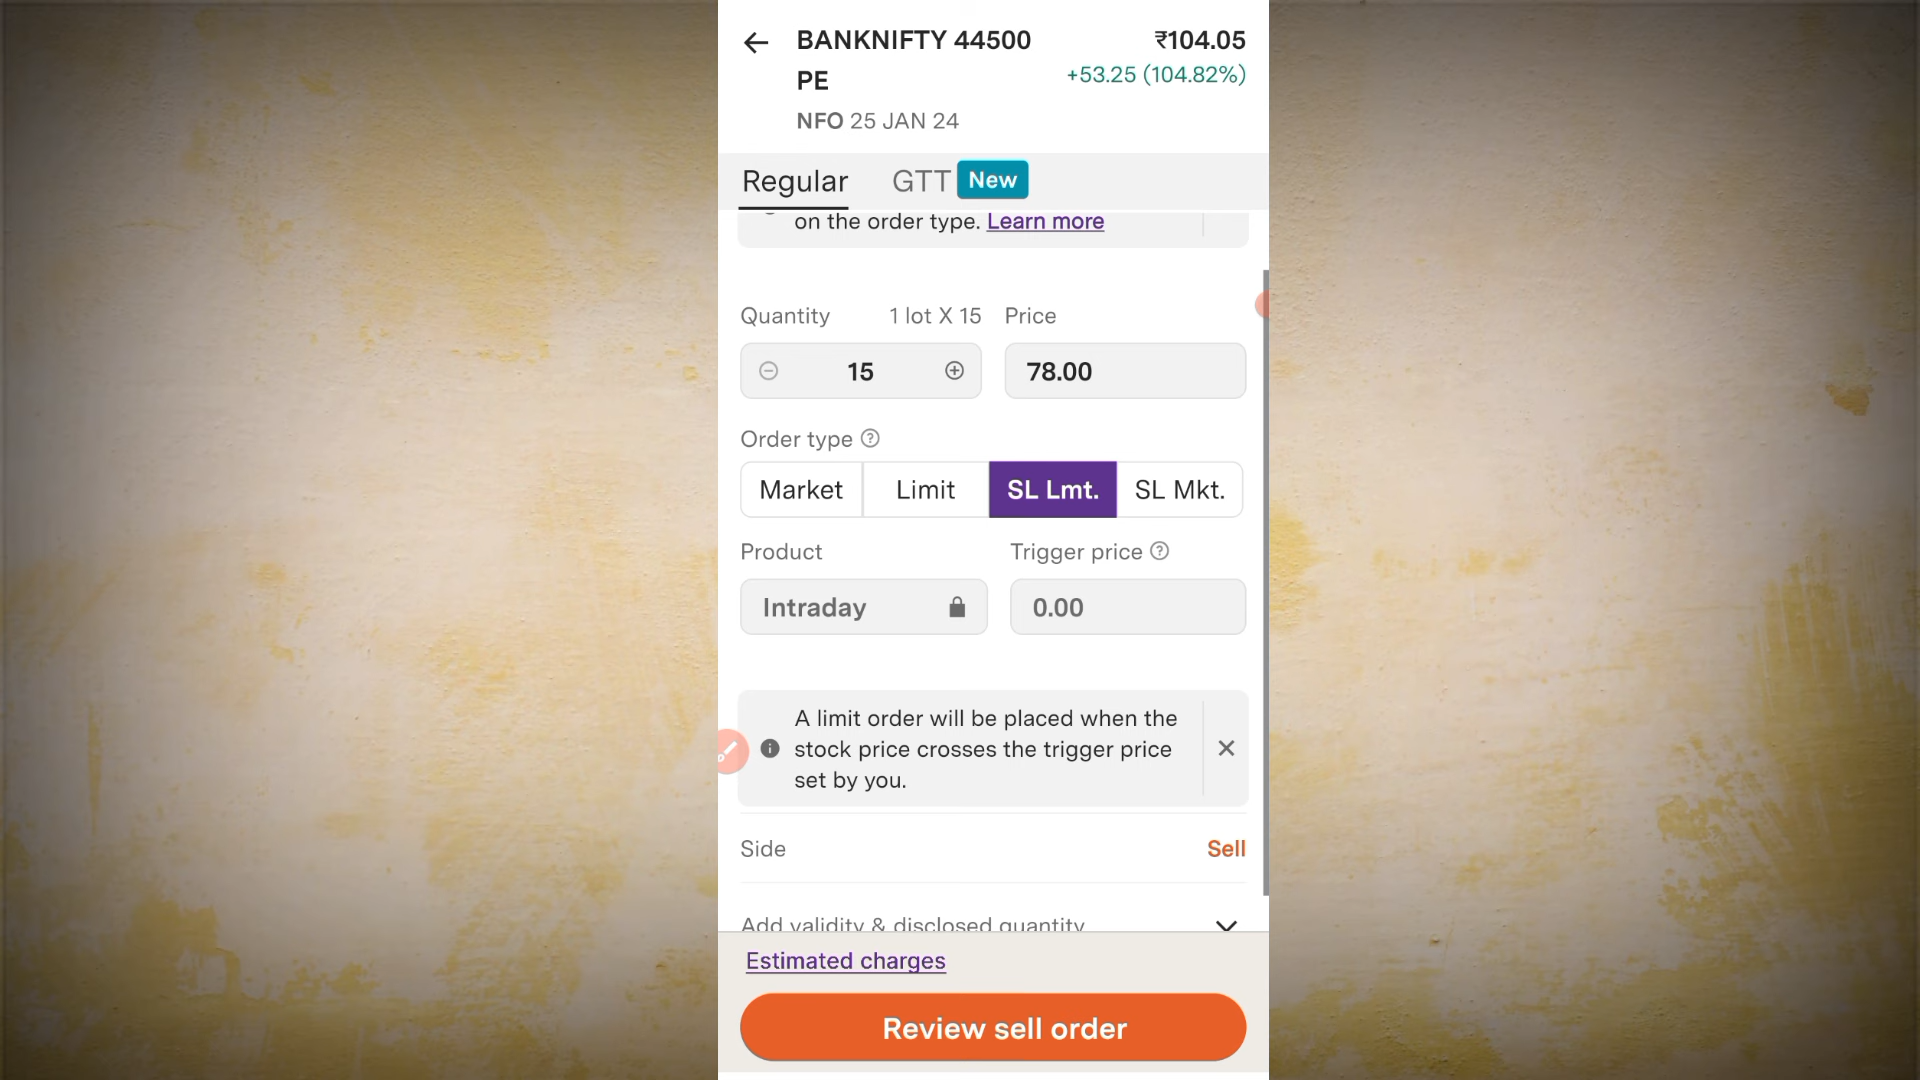 BANKNIFTY 44500 ₹104.05
PE +53.25 (104.82%)
NFO 25 JAN 24
Regular GTT New
on the order type. Learn more
Quantity 1 lot X 15 Price
15 78.00
Order type
Market Limit SL Lmt. SL Mkt.
Product Trigger price
Intraday 0.00
A limit order will be placed when the
stock price crosses the trigger price
set by you.
Side Sell
Add validity & disclosed quantity
Estimated charges
Review sell order